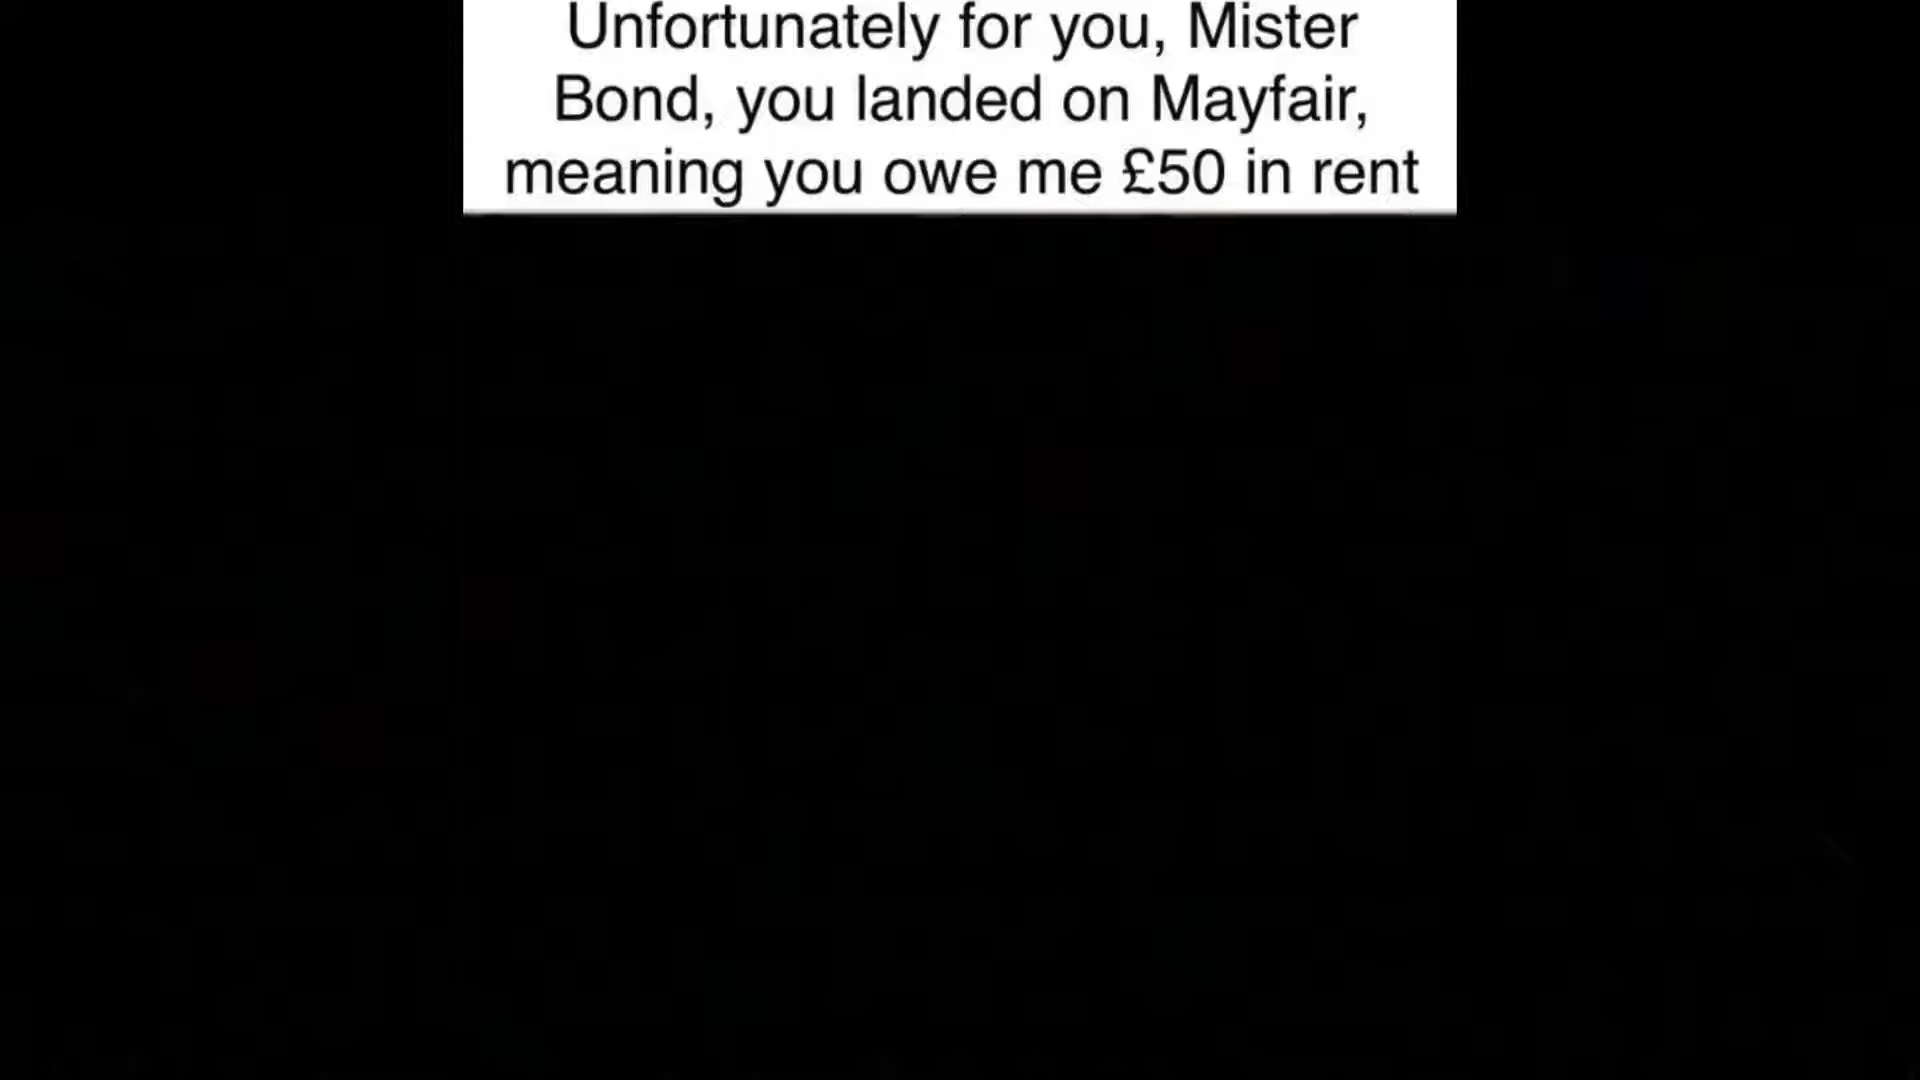 Unfortunately for you, Mister
Bond, you landed on Mayfair,
meaning you owe me £50 in rent